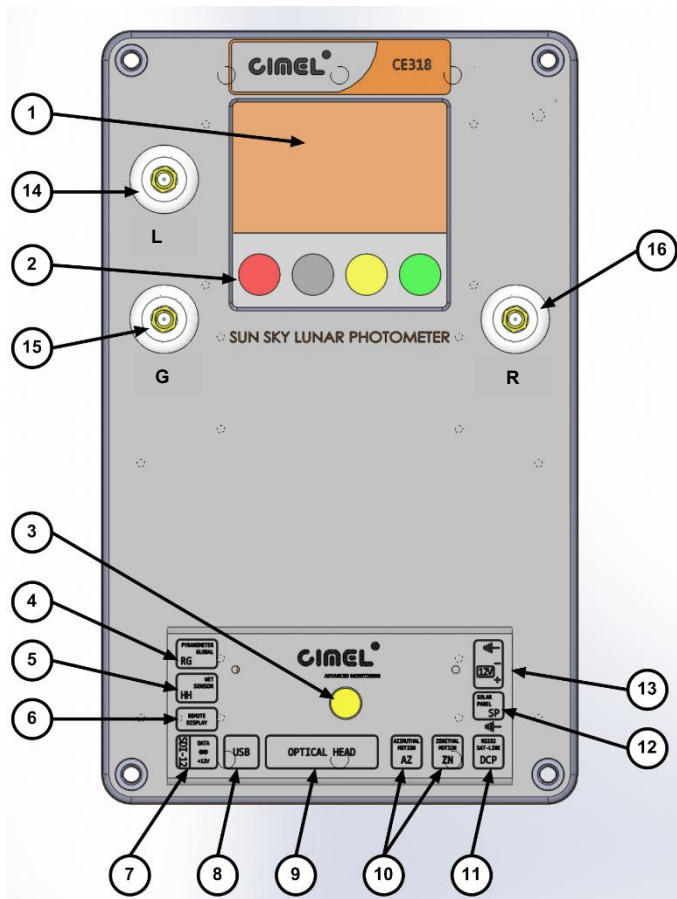 CIMEL CE318
1
14
L
2
16
15
SUN SKY LUNAR PHOTOMETER
G
R
3
4
PYRANOMETER
GLOBAL
RG
CIMEL
ADVANCED MONITORING
5
WET
SENSOR
HH
12V
13
6
REMOTE
DISPLAY
SOLAR
PANEL
SP
12
SDI-12
DATA
GND
+12V
USB
OPTICAL HEAD
AZIMUTHAL
MOTION
AZ
ZENITHAL
MOTION
ZN
RS232
SAT-LINK
DCP
7
8
9
10
11